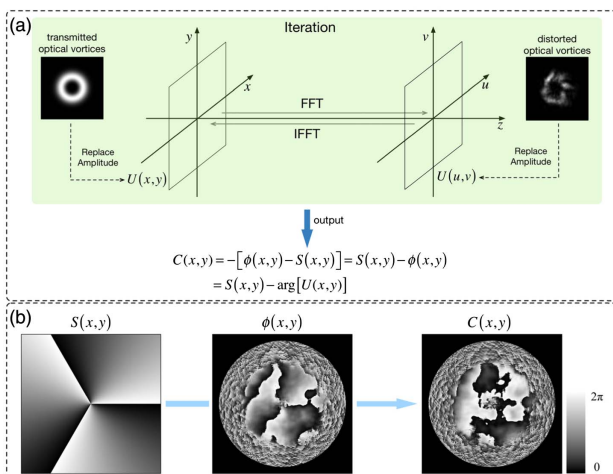 (a)
Iteration
transmitted
optical vortices
distorted
optical vortices
y
x
v
u
z
FFT
IFFT
Replace
Amplitude
U(x,y)
Replace
Amplitude
U(u,v)
output
C(x,y) = −[ϕ(x,y) − S(x,y)] = S(x,y) − ϕ(x,y)
= S(x,y) − arg[U(x,y)]
(b)
S(x,y)
ϕ(x,y)
C(x,y)
2π
0